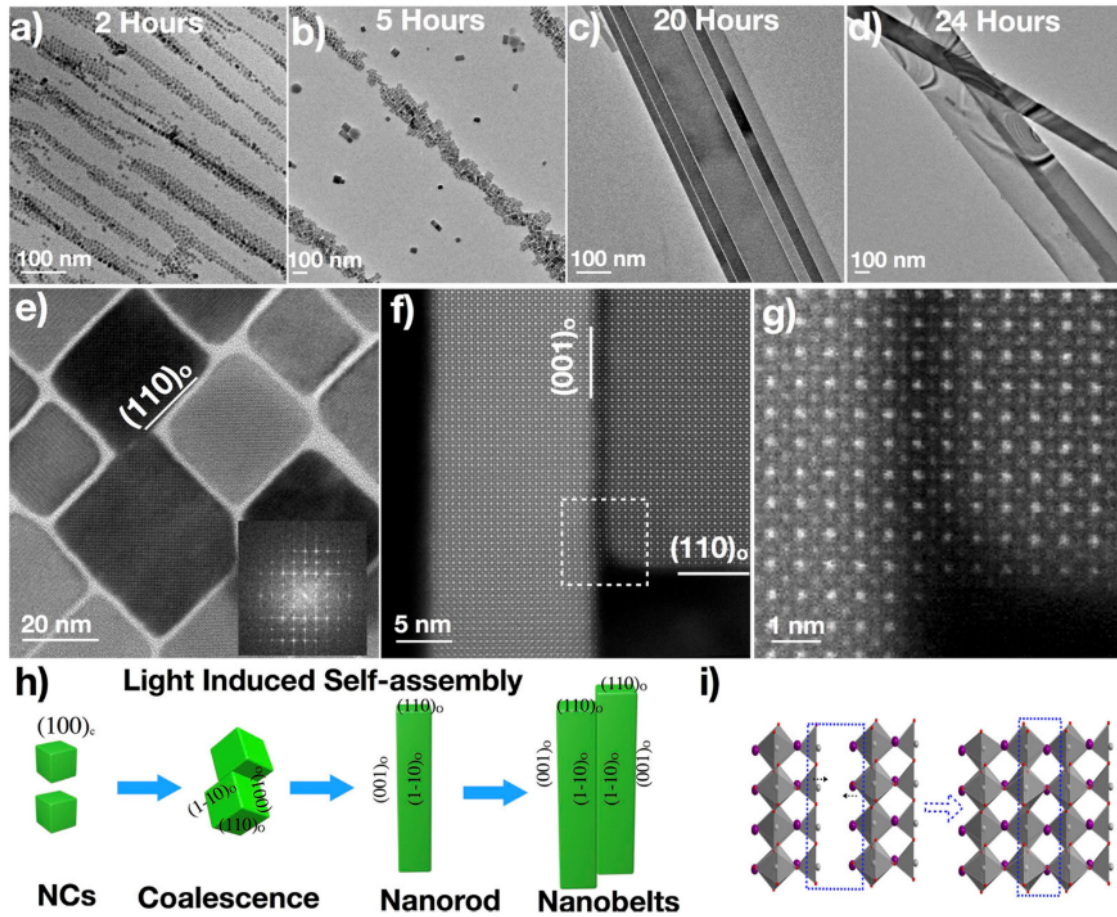 a)
2 Hours
100 nm
b)
5 Hours
100 nm
c)
20 Hours
100 nm
d)
24 Hours
100 nm
e)
(110)o
20 nm
f)
(001)o
(110)o
5 nm
g)
1 nm
h)
Light Induced Self-assembly
(100)c
NCs
(1-10)o
(100)o
(110)o
Coalescence
(110)o
(001)o
(1-10)o
Nanorod
(110)o
(110)o
(001)o
(1-10)o
(1-10)o
(001)o
Nanobelts
i)